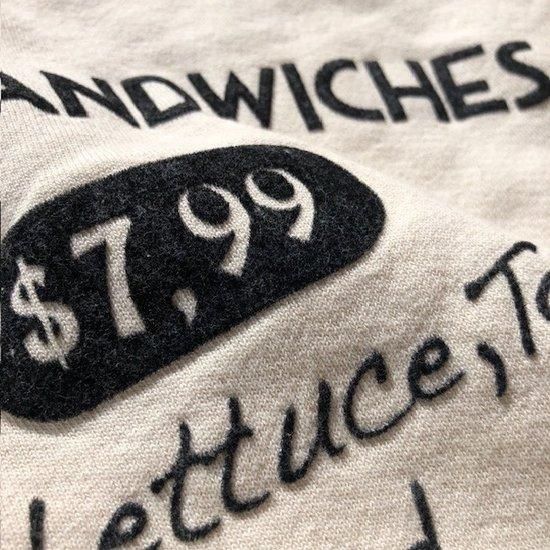 ANDWICHES
$7,99
Lettuce, To
d